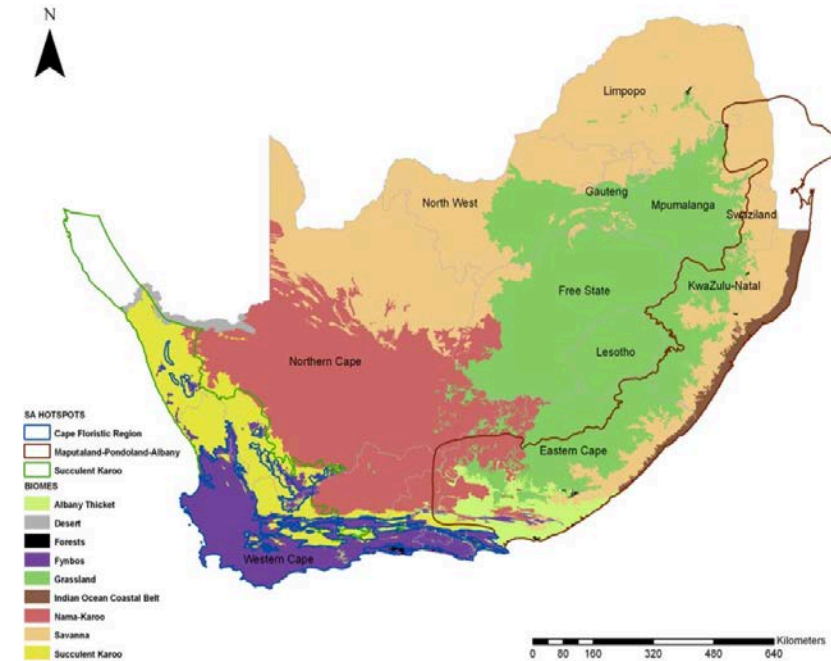 N
Limpopo
North West
Gauteng
Mpumalanga
Swaziland
Free State
KwaZulu-Natal
Lesotho
Northern Cape
Eastern Cape
Western Cape
SA HOTSPOTS
Cape Floristic Region
Maputaland-Pondoland-Albany
Succulent Karoo
BIOMES
Albany Thicket
Desert
Forests
Fynbos
Grassland
Indian Ocean Coastal Belt
Nama-Karoo
Savanna
Succulent Karoo
Kilometers
0 80 160 320 480 640